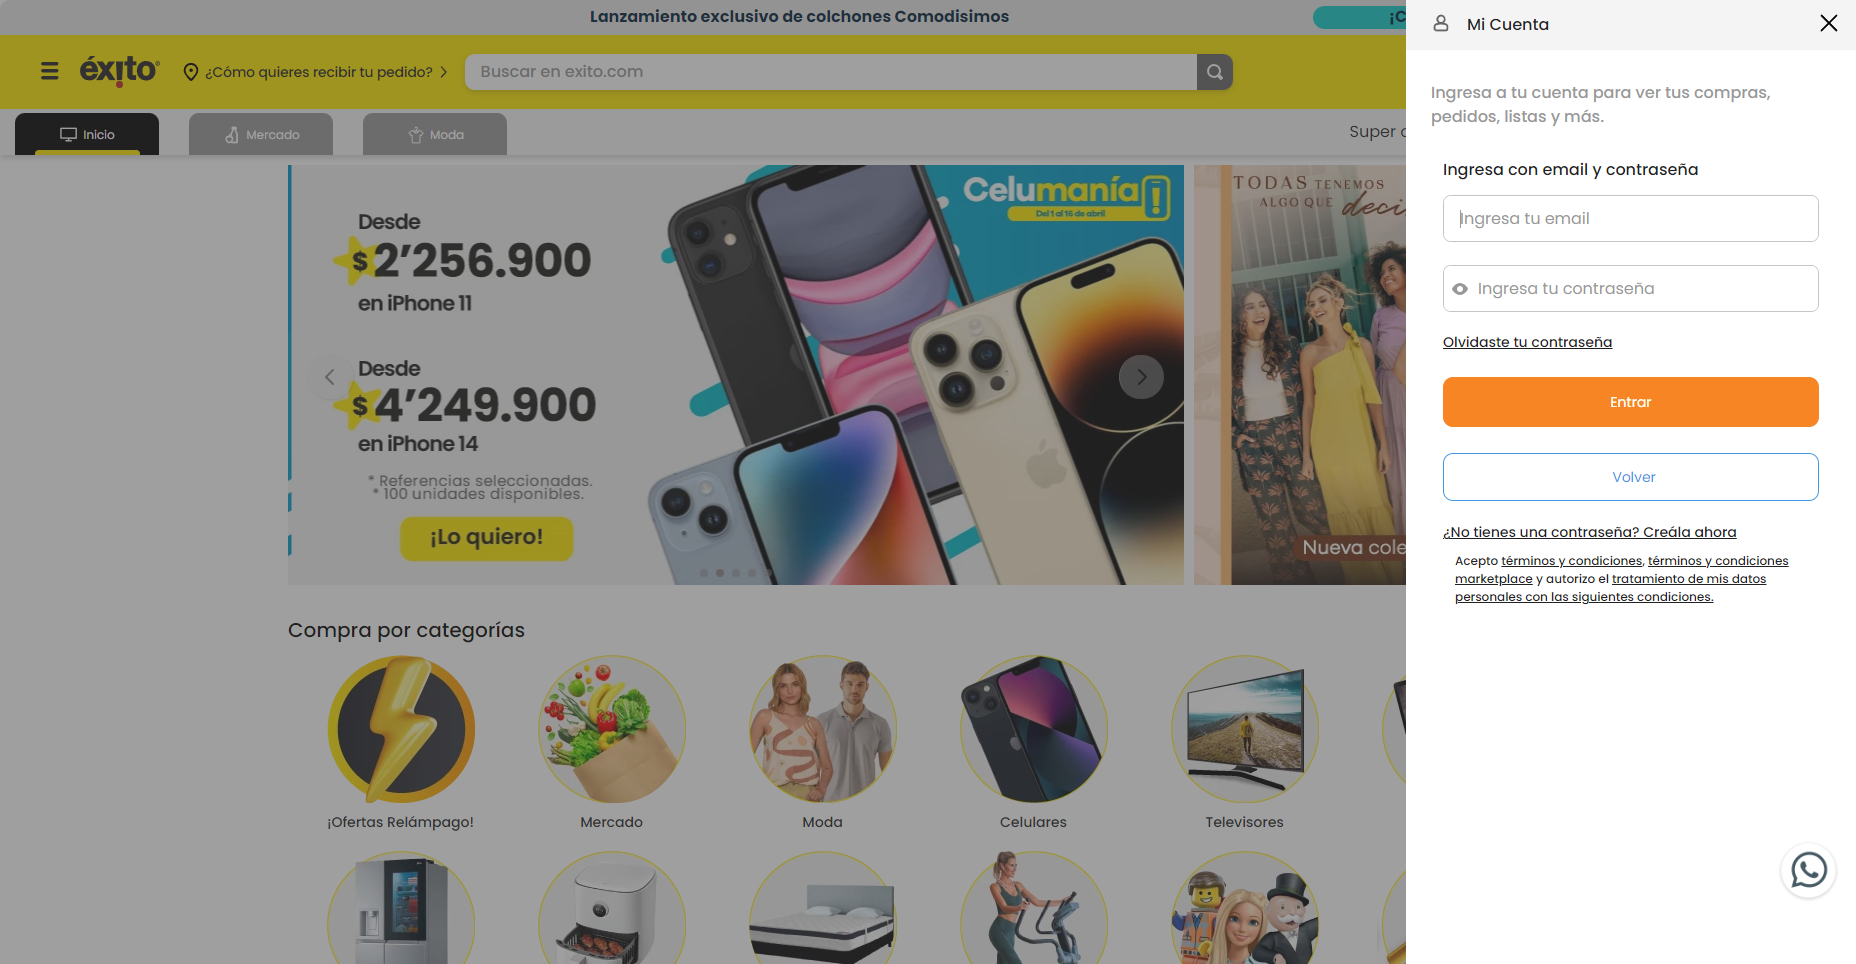 Lanzamiento exclusivo de colchones Comodisimos
éxito
¿Cómo quieres recibir tu pedido?
Buscar en exito.com
Inicio
Mercado
Moda
Desde
$2'256.900
en iPhone 11
Desde
$4'249.900
en iPhone 14
* Referencias seleccionadas.
* 100 unidades disponibles.
¡Lo quiero!
Celumanía
Del 1 al 16 de abril
TODAS TENEMOS
ALGO QUE
Nueva
Super
Compra por categorías
¡Ofertas Relámpago!
Mercado
Moda
Celulares
Televisores
Mi Cuenta
Ingresa a tu cuenta para ver tus compras,
pedidos, listas y más.
Ingresa con email y contraseña
Ingresa tu email
Ingresa tu contraseña
Olvidaste tu contraseña
Entrar
Volver
¿No tienes una contraseña? Creála ahora
Acepto términos y condiciones, términos y condiciones
marketplace y autorizo el tratamiento de mis datos
personales con las siguientes condiciones.